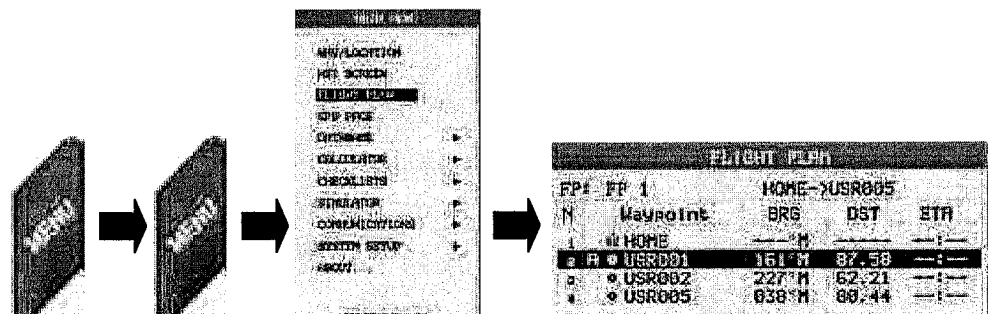 MENU
MENU
MAIN MENU
MAP/LOCATION
HSI SCREEN
FLIGHT PLAN
GPS PAGE
DATABASE
CALCULATOR
CHECKLISTS
SIMULATOR
COMMUNICATIONS
SYSTEM SETUP
ABOUT
FLIGHT PLAN
FP# FP 1 HOME->USR005
N Waypoint BRG DST ETA
1 HOME ---°M ----- --:--
2 A USR001 161°M 87.58 --:--
3 USR002 227°M 62.21 --:--
4 USR005 038°M 80.44 --:--